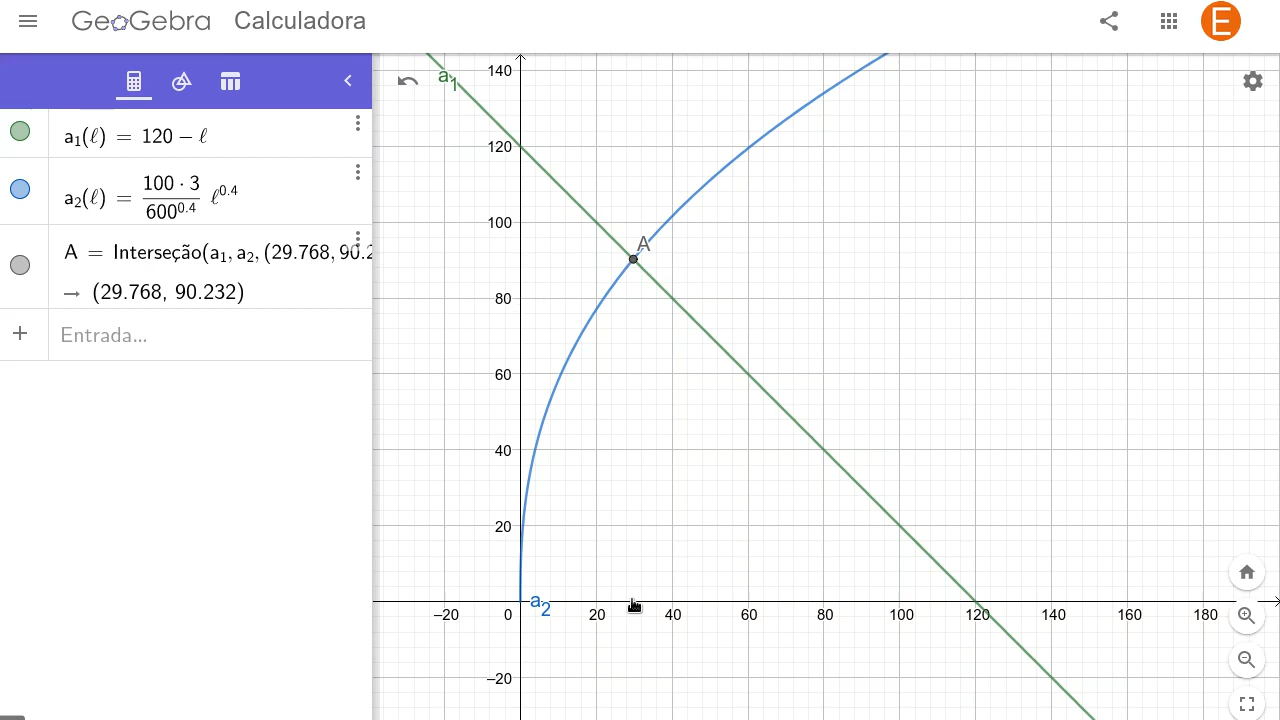 GeoGebra Calculadora
E
a₁(ℓ) = 120 − ℓ
a₂(ℓ) = 100 · 3 / 600^0.4 ℓ^0.4
A = Interseção(a₁, a₂, (29.768, 90.2
→ (29.768, 90.232)
+ Entrada...
a₁
140
120
100
A
80
60
40
20
a₂
−20 0 20 40 60 80 100 120 140 160 180
−20